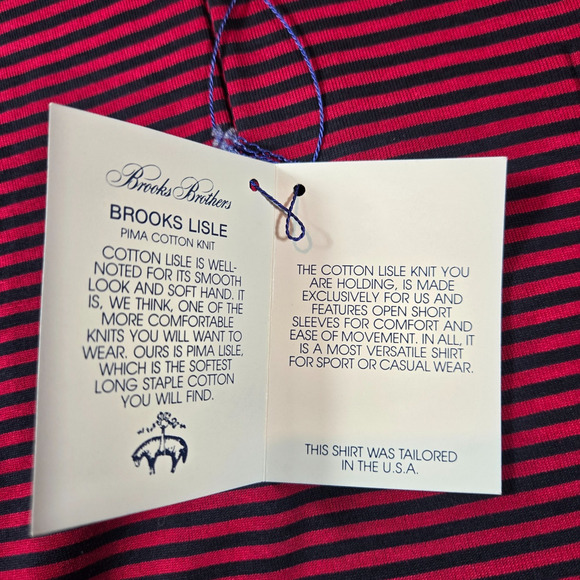 Brooks Brothers
BROOKS LISLE
PIMA COTTON KNIT
COTTON LISLE IS WELL-
NOTED FOR ITS SMOOTH
LOOK AND SOFT HAND. IT
IS, WE THINK, ONE OF THE
MORE COMFORTABLE
KNITS YOU WILL WANT TO
WEAR. OURS IS PIMA LISLE,
WHICH IS THE SOFTEST
LONG STAPLE COTTON
YOU WILL FIND.
THE COTTON LISLE KNIT YOU
ARE HOLDING, IS MADE
EXCLUSIVELY FOR US AND
FEATURES OPEN SHORT
SLEEVES FOR COMFORT AND
EASE OF MOVEMENT. IN ALL, IT
IS A MOST VERSATILE SHIRT
FOR SPORT OR CASUAL WEAR.
THIS SHIRT WAS TAILORED
IN THE U.S.A.